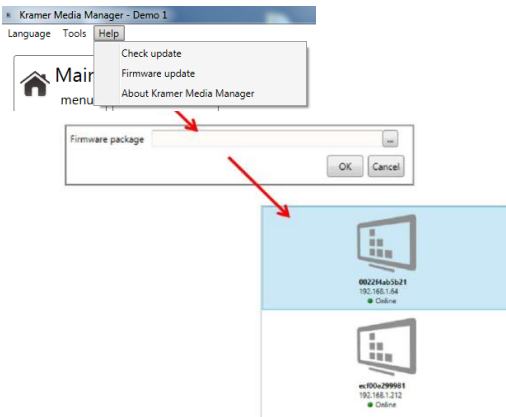 Kramer Media Manager - Demo 1
Language Tools Help
Check update
Firmware update
About Kramer Media Manager
Main
menu
Firmware package ...
OK Cancel
0022f4ab5b21
192.168.1.64
Online
ecf00e299981
192.168.1.212
Online